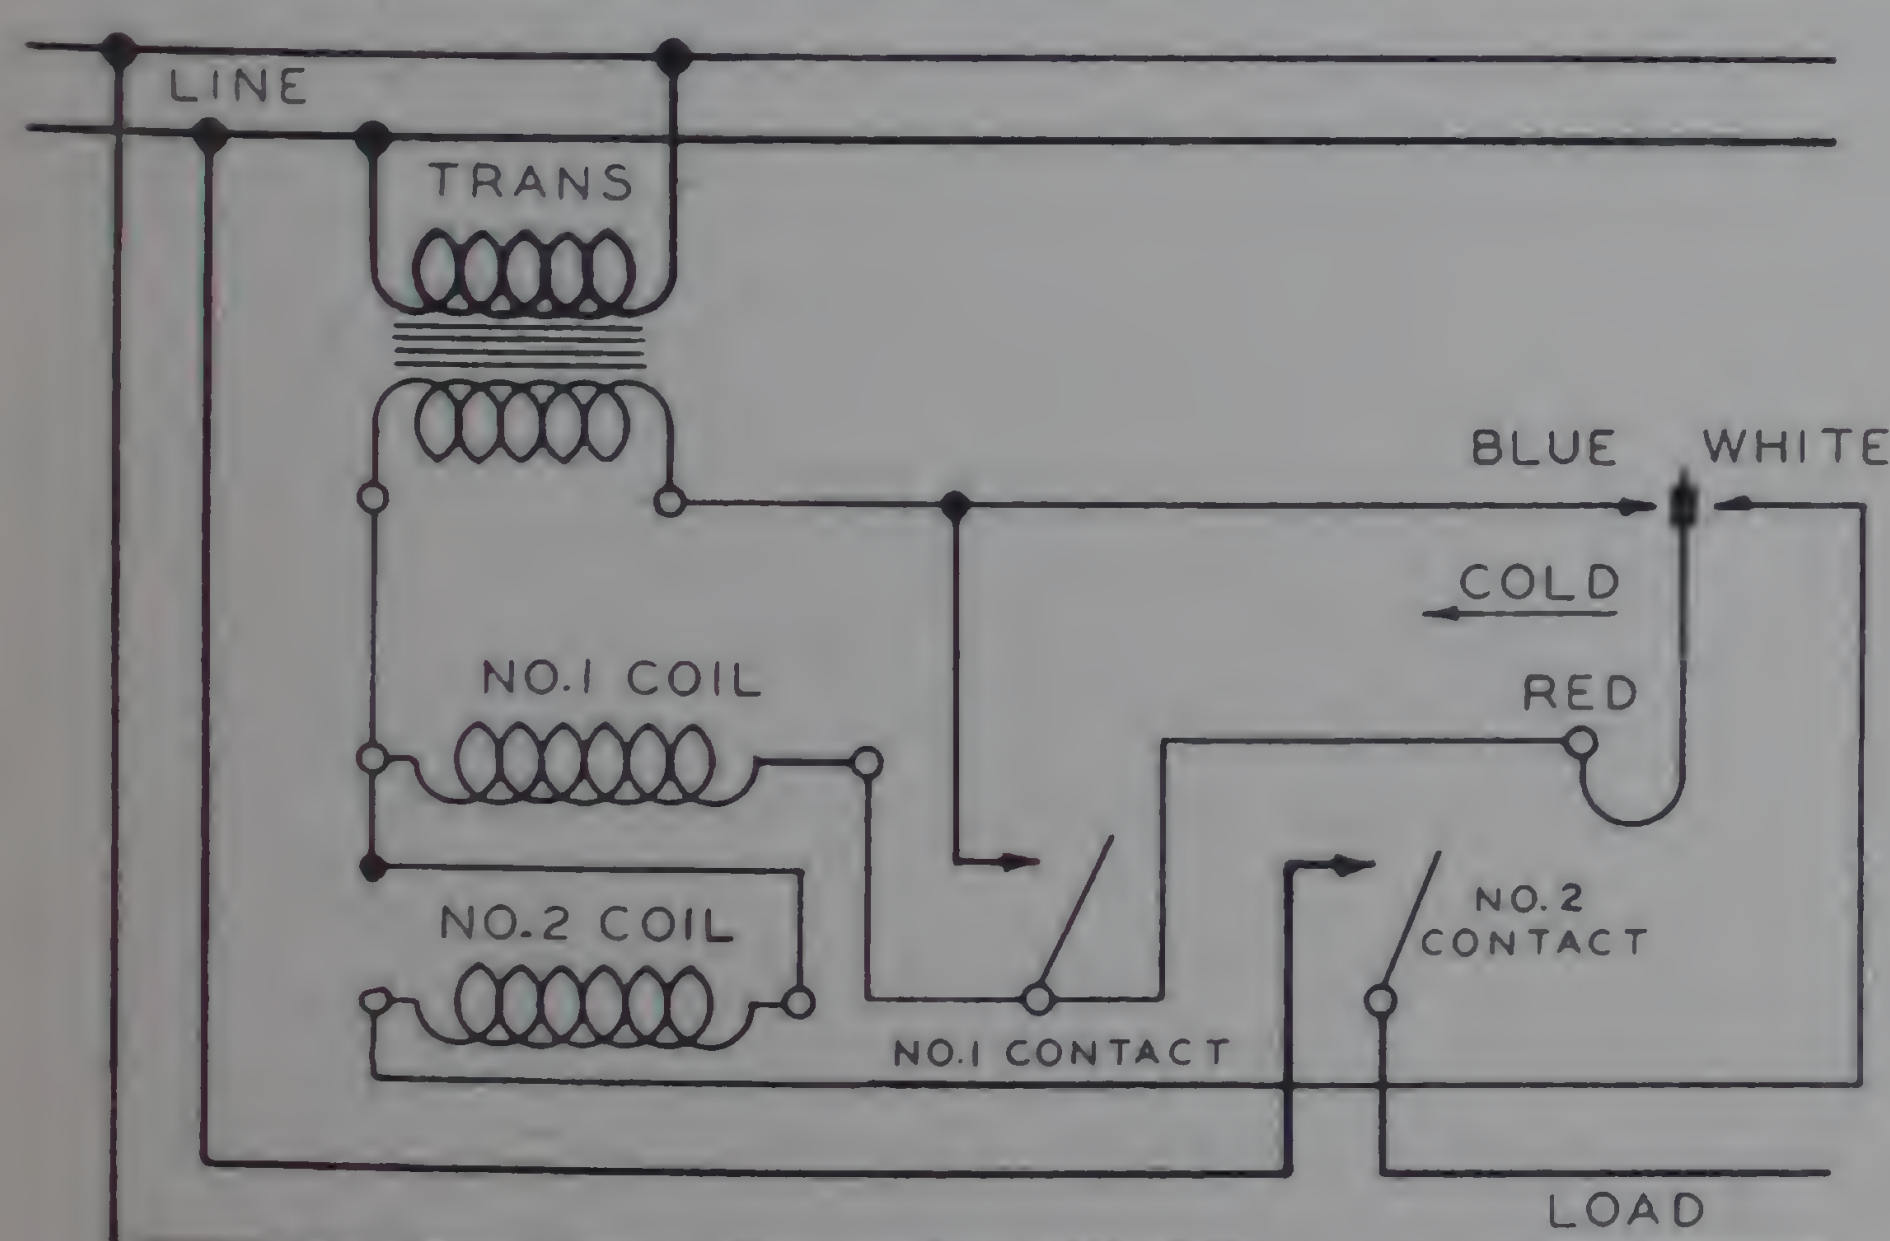 LINE
TRANS
BLUE WHITE
COLD
RED
NO.1 COIL
NO.2 COIL
NO.2
CONTACT
NO.1 CONTACT
LOAD